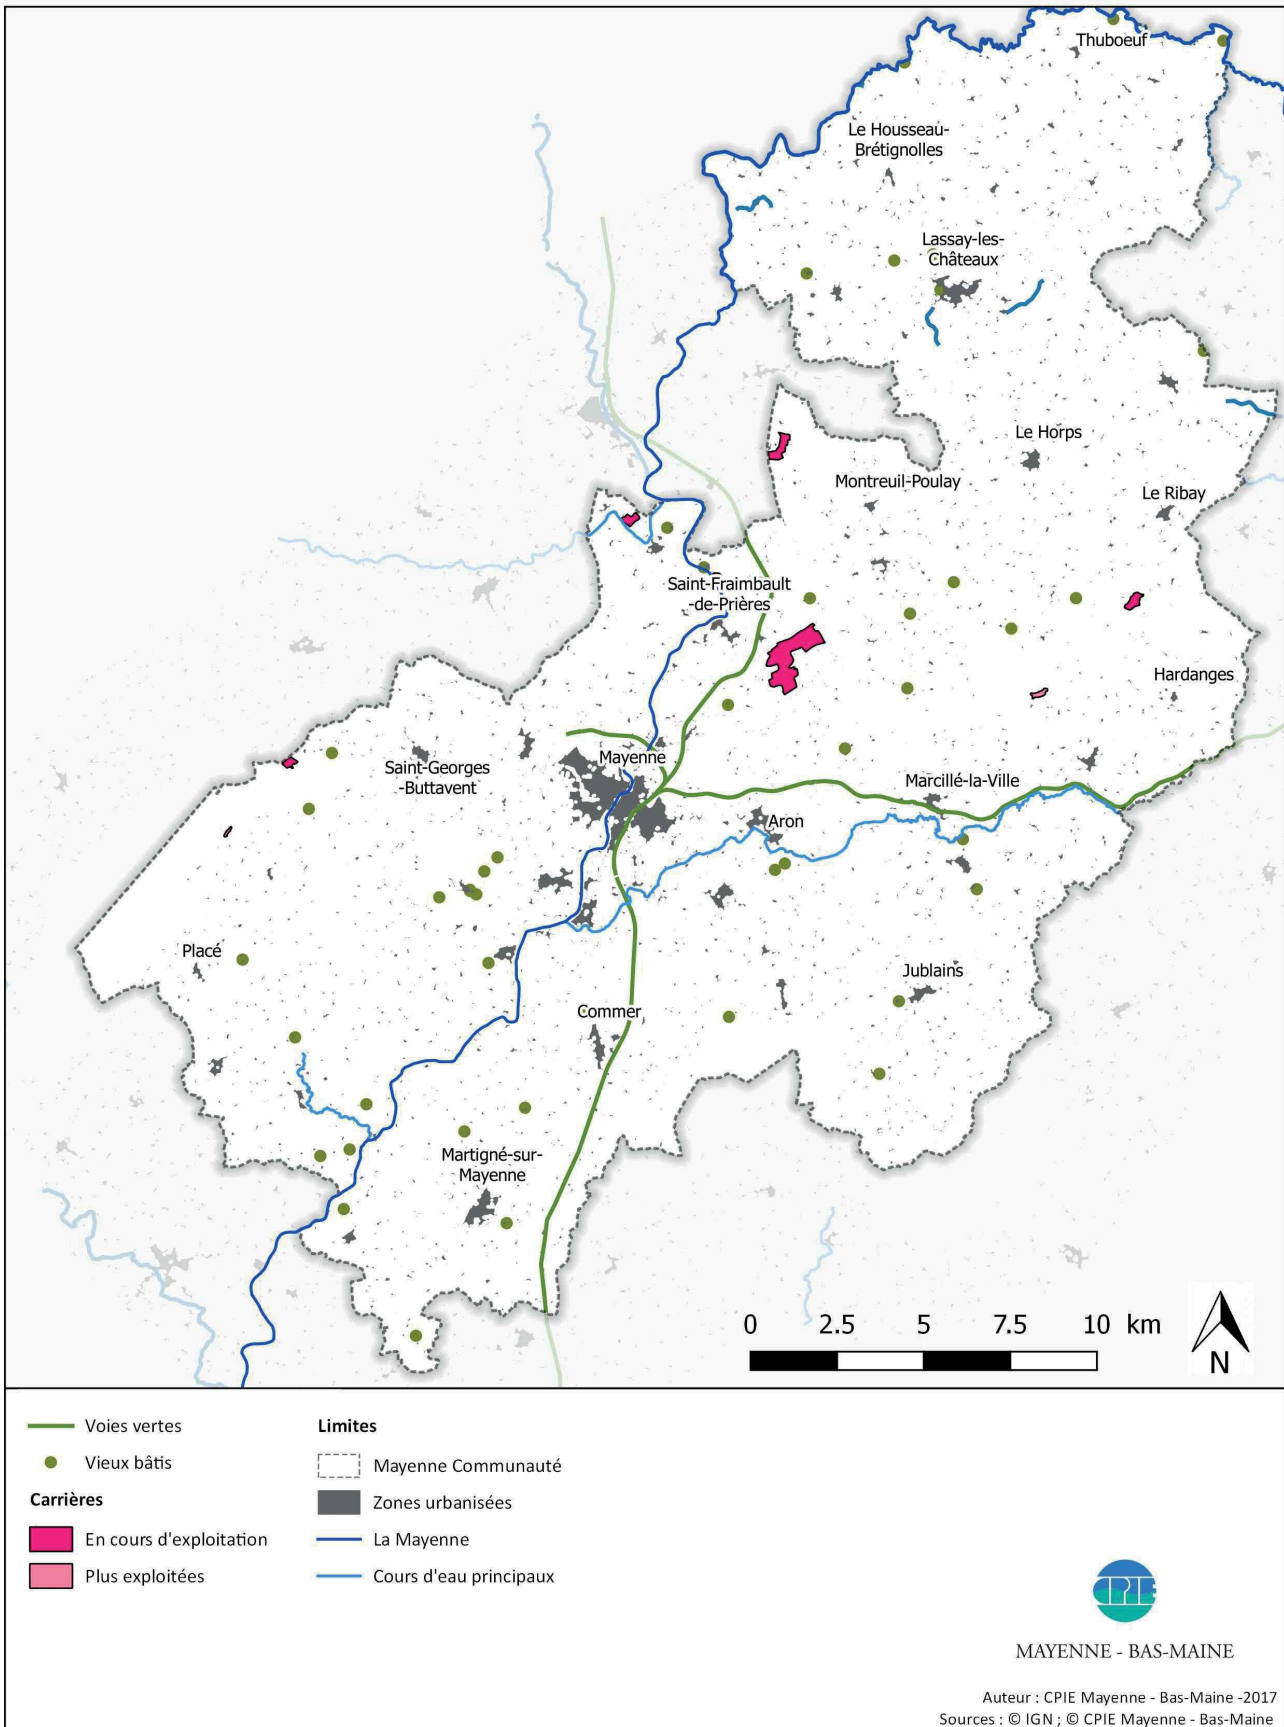 Thuboeuf
Le Housseau-
Brétignolles
Lassay-les-
Châteaux
Le Horps
Montreuil-Poulay
Le Ribay
Saint-Fraimbault
-de-Prières
Hardanges
Mayenne
Saint-Georges
-Buttavent
Marcillé-la-Ville
Aron
Placé
Jublains
Commer
Martigné-sur-
Mayenne
0 2.5 5 7.5 10 km
N
Voies vertes
Vieux bâtis
Carrières
En cours d'exploitation
Plus exploitées
Limites
Mayenne Communauté
Zones urbanisées
La Mayenne
Cours d'eau principaux
CPIE
MAYENNE - BAS-MAINE
Auteur : CPIE Mayenne - Bas-Maine -2017
Sources : © IGN ; © CPIE Mayenne - Bas-Maine